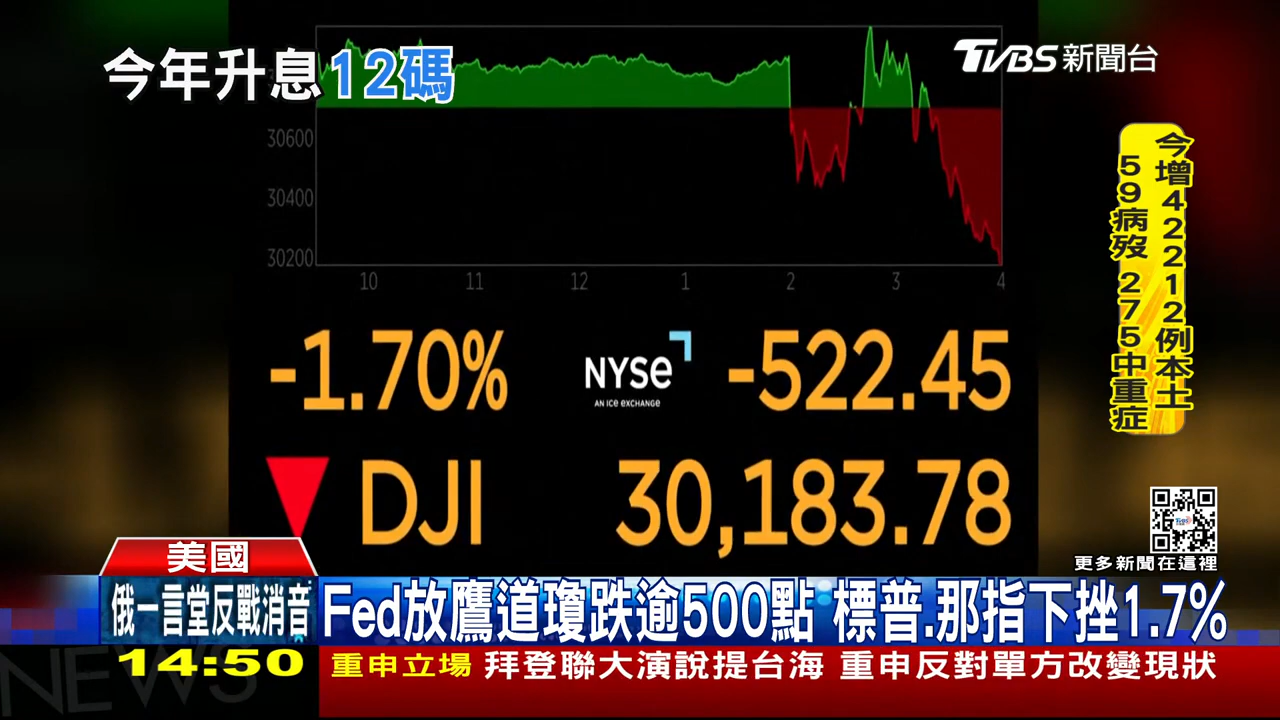 今年升息12碼
TVBS新聞台
30600
30400
30200
10 11 12 1 2 3 4
-1.70% NYSE -522.45
AN ICE EXCHANGE
DJI 30,183.78
今增42212例本土
59病歿 275中重症
更多新聞在這裡
美國
俄一言堂反戰消音 Fed放鷹道瓊跌逾500點 標普.那指下挫1.7%
14:50 重申立場 拜登聯大演說提台海 重申反對單方改變現狀
NEWS